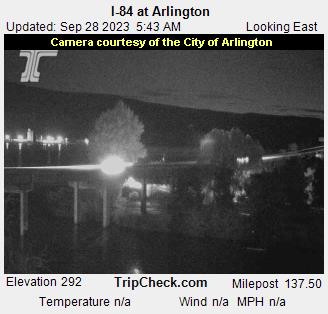 I-84 at Arlington
Updated: Sep 28 2023 5:43 AM Looking East
Camera courtesy of the City of Arlington
Elevation 292 TripCheck.com Milepost 137.50
Temperature n/a Wind n/a MPH n/a